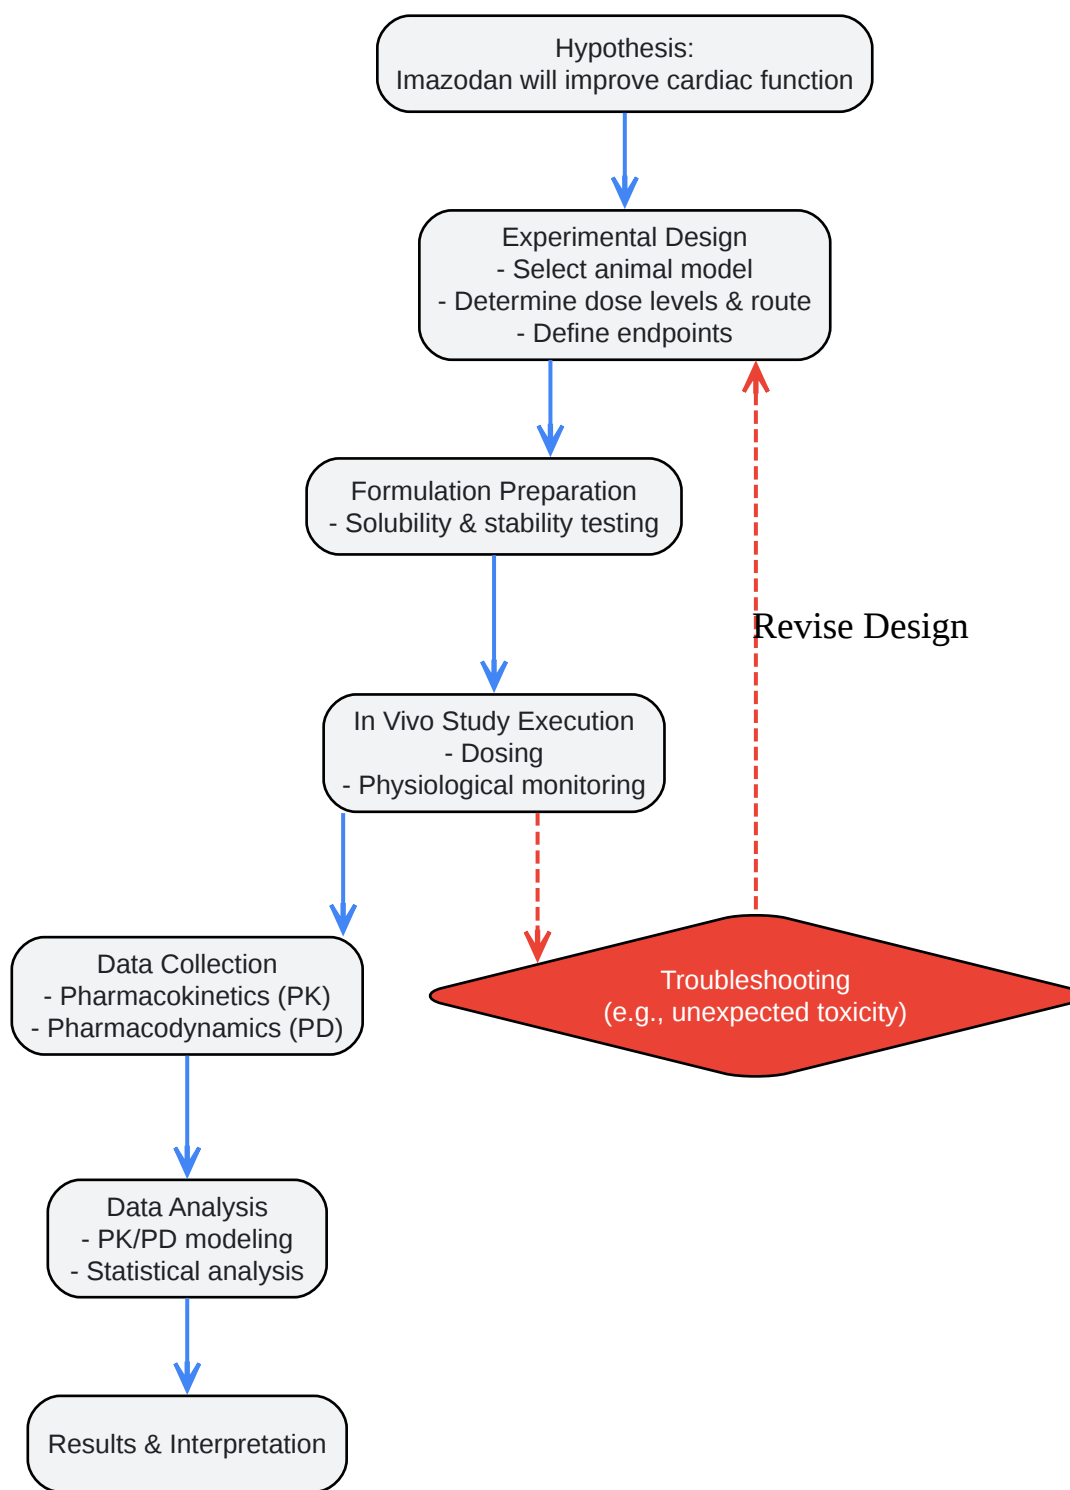 Hypothesis:
Imazodan will improve cardiac function
Experimental Design
- Select animal model
- Determine dose levels & route
- Define endpoints
Formulation Preparation
- Solubility & stability testing
Revise Design
In Vivo Study Execution
- Dosing
- Physiological monitoring
Data Collection
- Pharmacokinetics (PK)
- Pharmacodynamics (PD)
Troubleshooting
(e.g., unexpected toxicity)
Data Analysis
- PK/PD modeling
- Statistical analysis
Results & Interpretation